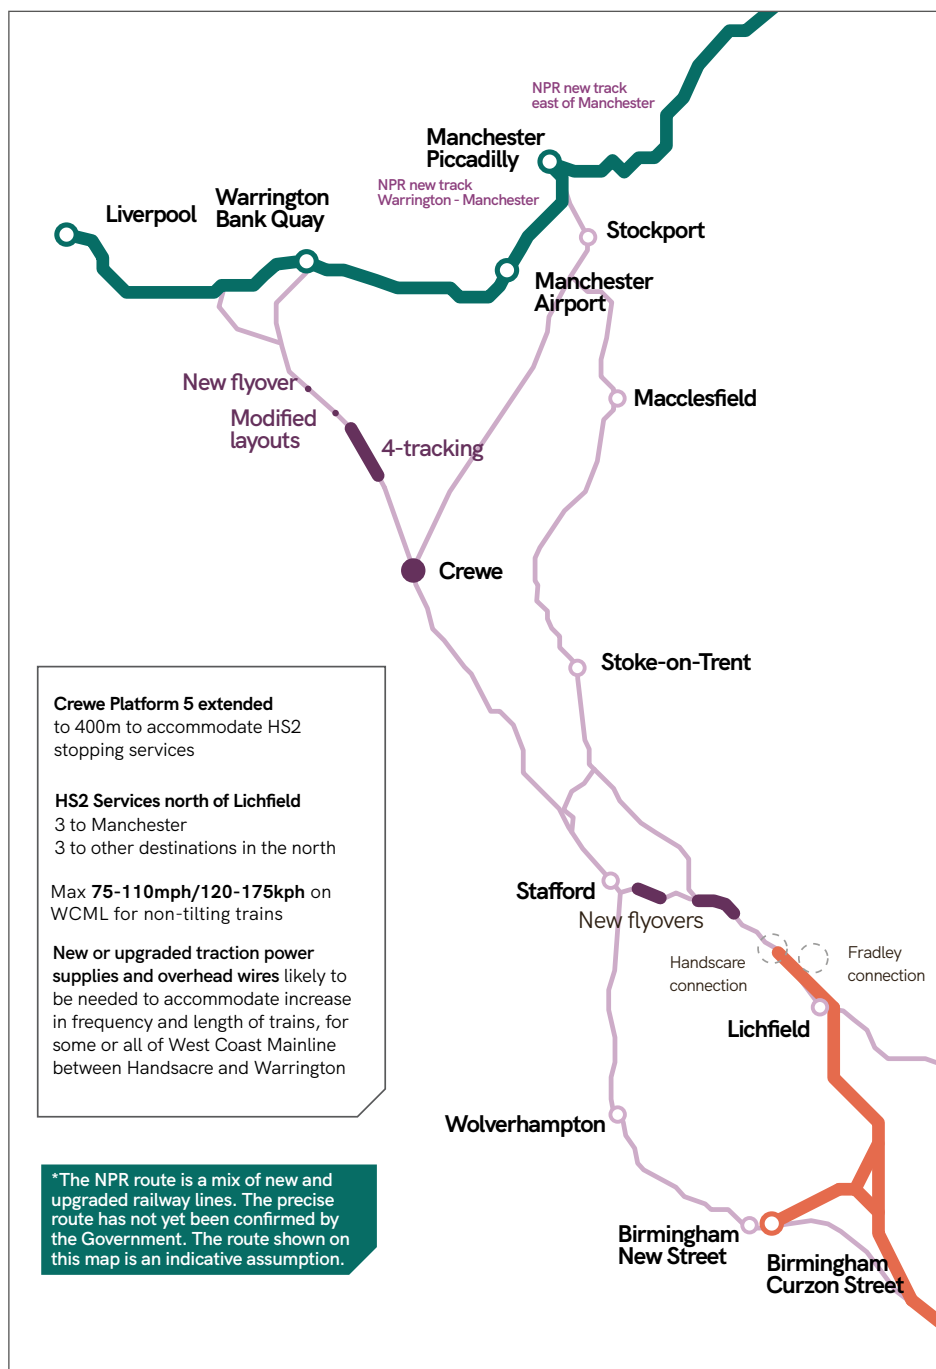 NPR new track
east of Manchester
Manchester
Piccadilly
NPR new track
Warrington - Manchester
Warrington
Bank Quay
Liverpool
Stockport
Manchester
Airport
New flyover
Modified
layouts
4-tracking
Macclesfield
Crewe
Stoke-on-Trent
Crewe Platform 5 extended
to 400m to accommodate HS2
stopping services
HS2 Services north of Lichfield
3 to Manchester
3 to other destinations in the north
Max 75-110mph/120-175kph on
WCML for non-tilting trains
New or upgraded traction power
supplies and overhead wires likely to
be needed to accommodate increase
in frequency and length of trains, for
some or all of West Coast Mainline
between Handsacre and Warrington
Stafford
New flyovers
Handscare
connection
Fradley
connection
Lichfield
Wolverhampton
*The NPR route is a mix of new and
upgraded railway lines. The precise
route has not yet been confirmed by
the Government. The route shown on
this map is an indicative assumption.
Birmingham
New Street
Birmingham
Curzon Street